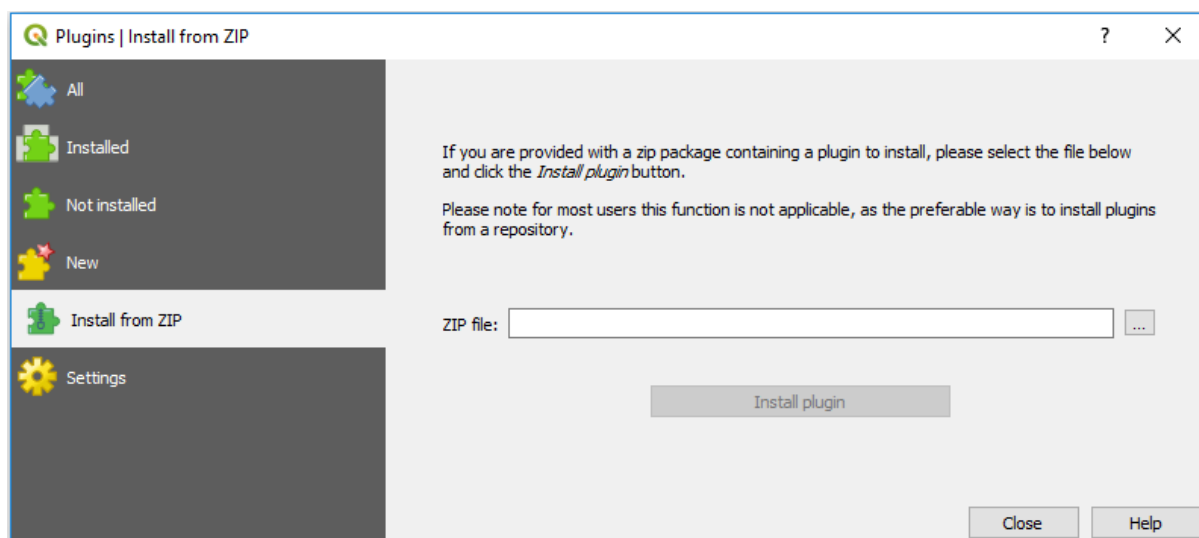 Plugins | Install from ZIP
?
All
Installed
Not installed
New
Install from ZIP
Settings
If you are provided with a zip package containing a plugin to install, please select the file below
and click the Install plugin button.
Please note for most users this function is not applicable, as the preferable way is to install plugins
from a repository.
ZIP file:
...
Install plugin
Close
Help